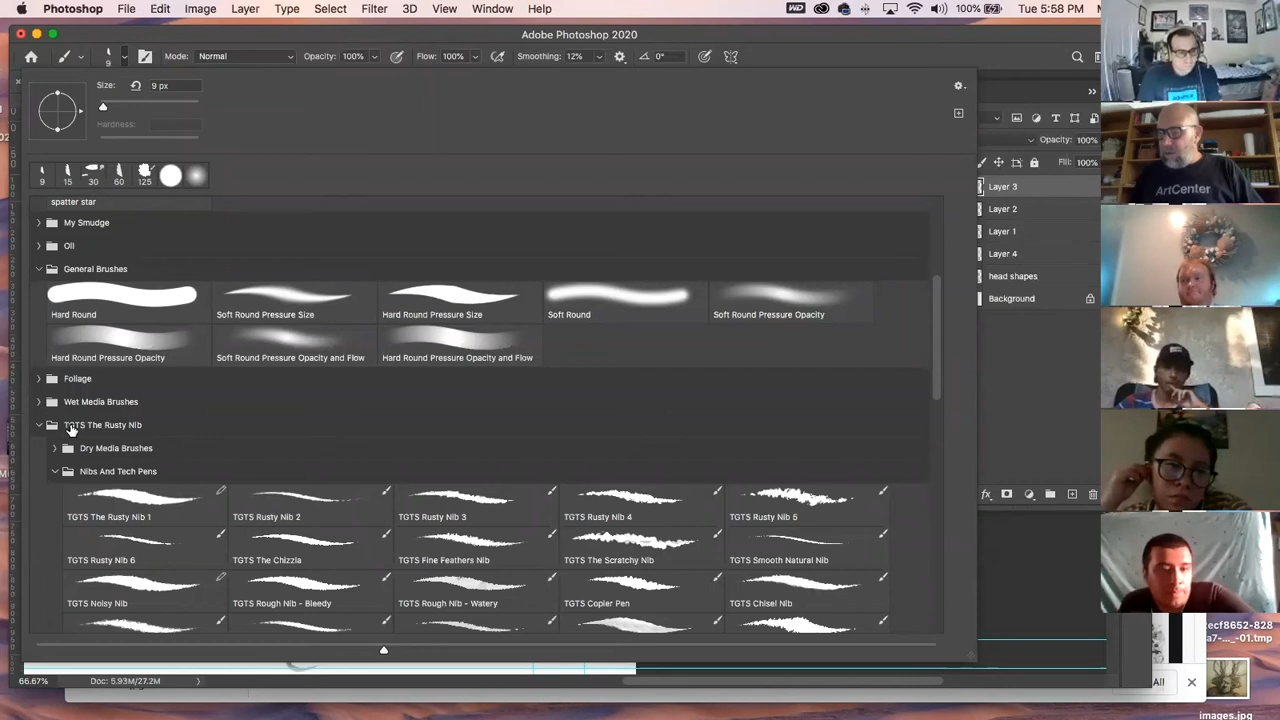 Photoshop File Edit Image Layer Type Select Filter 3D View Window Help 100% Tue 5:58 PM
Adobe Photoshop 2020
9 Mode: Normal Opacity: 100% Flow: 100% Smoothing: 12% 0°
Size: 9 px
Hardness:
9 15 30 60 125
spatter star
My Smudge
Oil
General Brushes
Hard Round Soft Round Pressure Size Hard Round Pressure Size Soft Round Soft Round Pressure Opacity
Hard Round Pressure Opacity Soft Round Pressure Opacity and Flow Hard Round Pressure Opacity and Flow
Foliage
Wet Media Brushes
TGTS The Rusty Nib
Dry Media Brushes
Nibs And Tech Pens
TGTS The Rusty Nib 1 TGTS Rusty Nib 2 TGTS Rusty Nib 3 TGTS Rusty Nib 4 TGTS Rusty Nib 5
TGTS Rusty Nib 6 TGTS The Chizzla TGTS Fine Feathers Nib TGTS The Scratchy Nib TGTS Smooth Natural Nib
TGTS Noisy Nib TGTS Rough Nib - Bleedy TGTS Rough Nib - Watery TGTS Copier Pen TGTS Chisel Nib
66.67% Doc: 5.93M/27.2M
Opacity: 100%
Fill: 100%
Layer 3
Layer 2
Layer 1
Layer 4
head shapes
Background
fx
ArtCenter
ecf8652-828
a7-..._-01.tmp
All
images.jpg